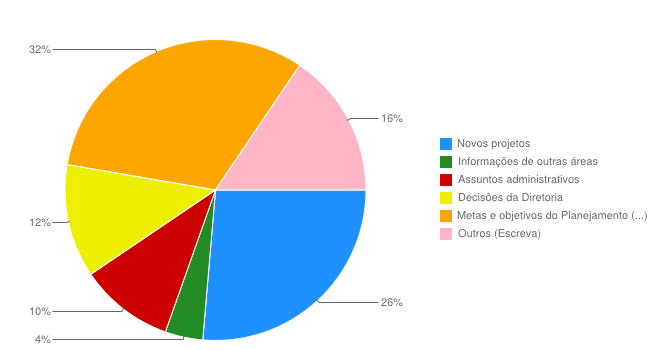 32%
16%
12%
10%
4%
26%
Novos projetos
Informações de outras áreas
Assuntos administrativos
Decisões da Diretoria
Metas e objetivos do Planejamento (...)
Outros (Escreva)